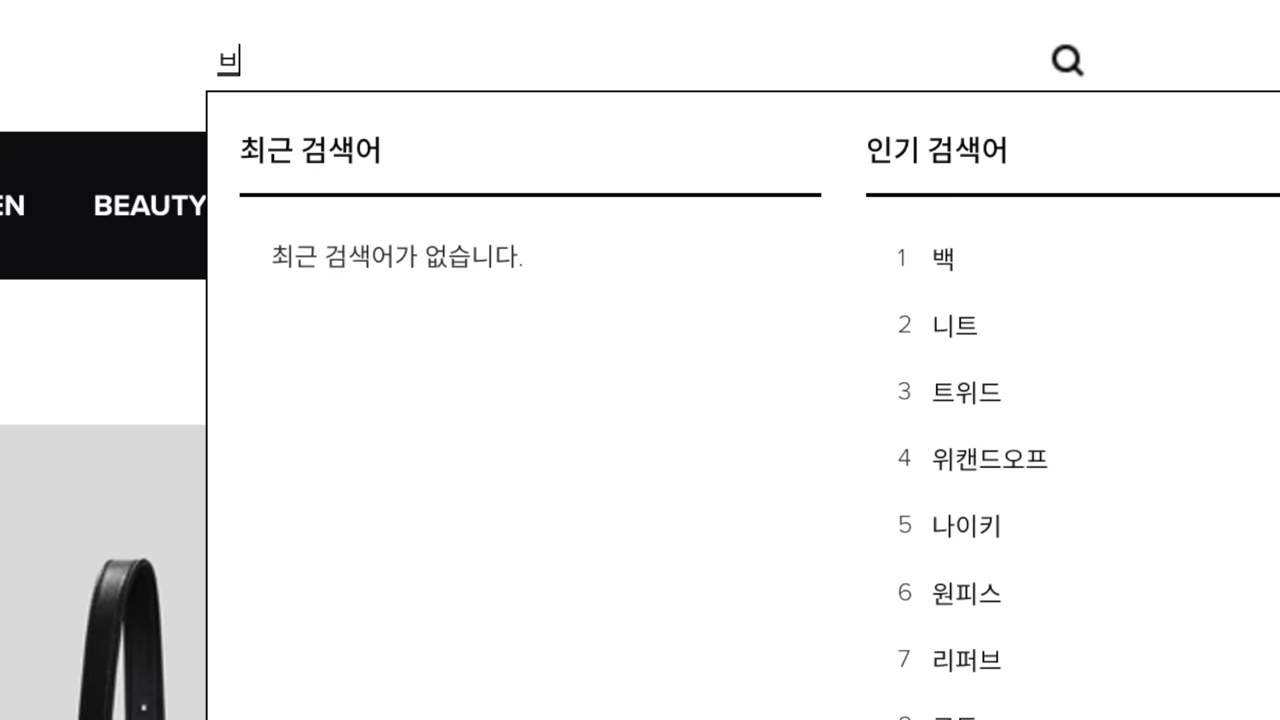 ㅂ
EN BEAUTY
최근 검색어
최근 검색어가 없습니다.
인기 검색어
1 백
2 니트
3 트위드
4 위캔드오프
5 나이키
6 원피스
7 리퍼브